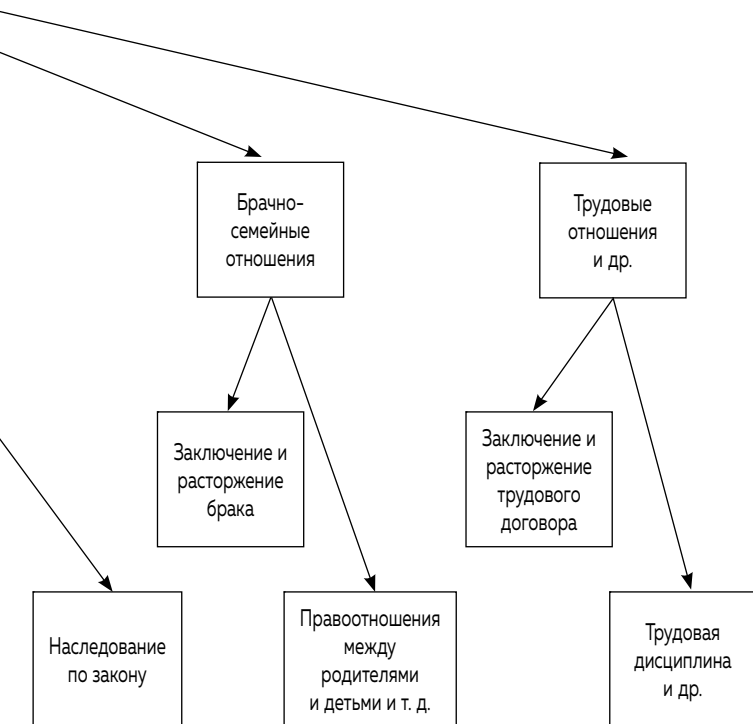 Брачно-
семейные
отношения
Трудовые
отношения
и др.
Заключение и
расторжение
брака
Заключение и
расторжение
трудового
договора
Наследование
по закону
Правоотношения
между
родителями
и детьми и т. д.
Трудовая
дисциплина
и др.